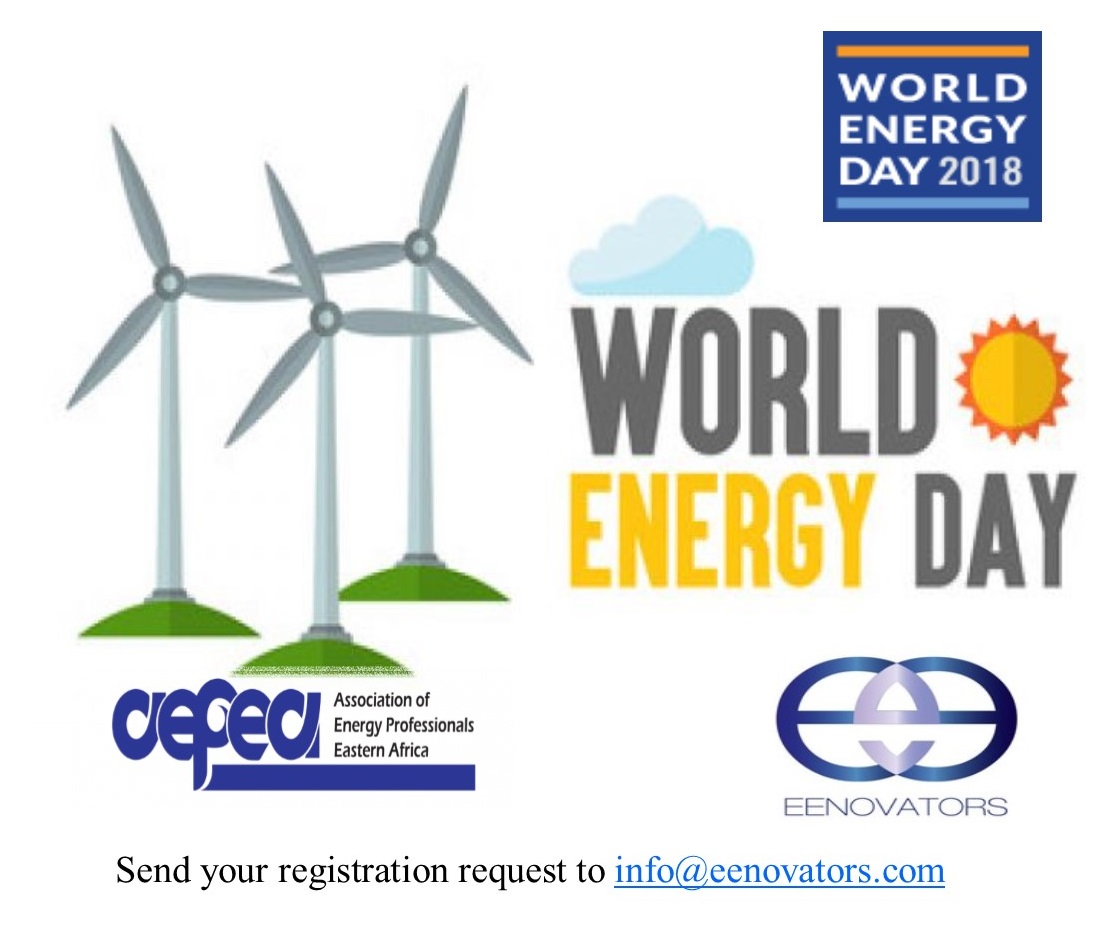 WORLD
ENERGY
DAY 2018
WORLD
ENERGY DAY
aepea
Association of
Energy Professionals
Eastern Africa
EENOVATORS
Send your registration request to info@eenovators.com